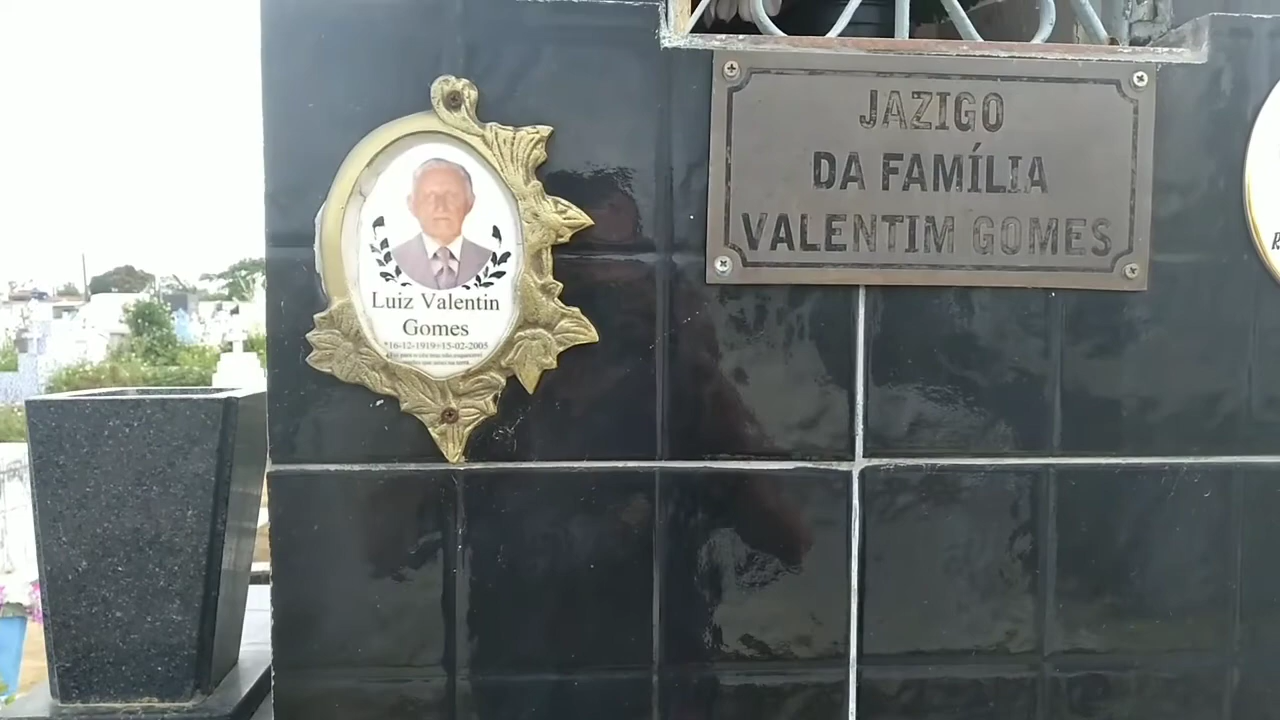 JAZIGO
DA FAMÍLIA
VALENTIM GOMES
Luiz Valentin
Gomes
*16-12-1919+15-02-2005
R